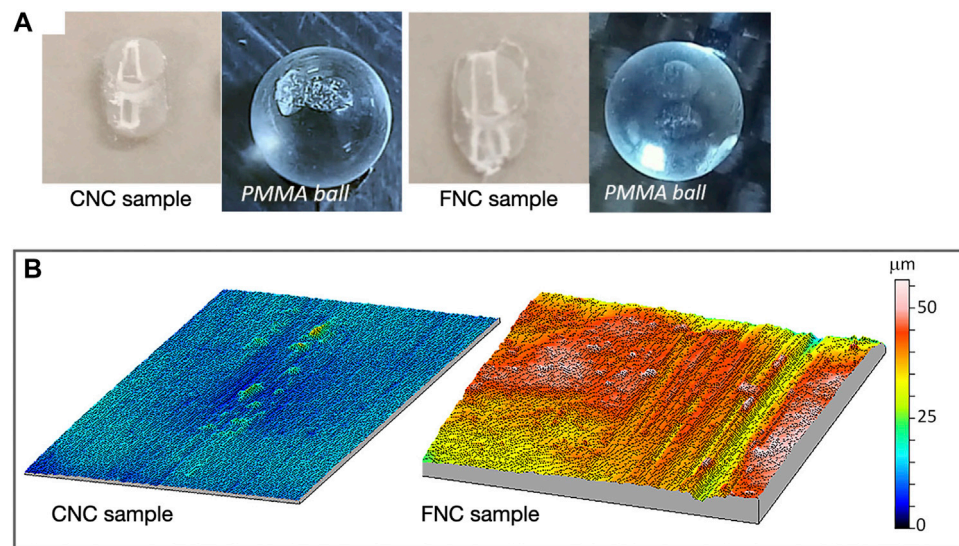 A
CNC sample
PMMA ball
FNC sample
PMMA ball
B
µm
50
25
0
CNC sample
FNC sample